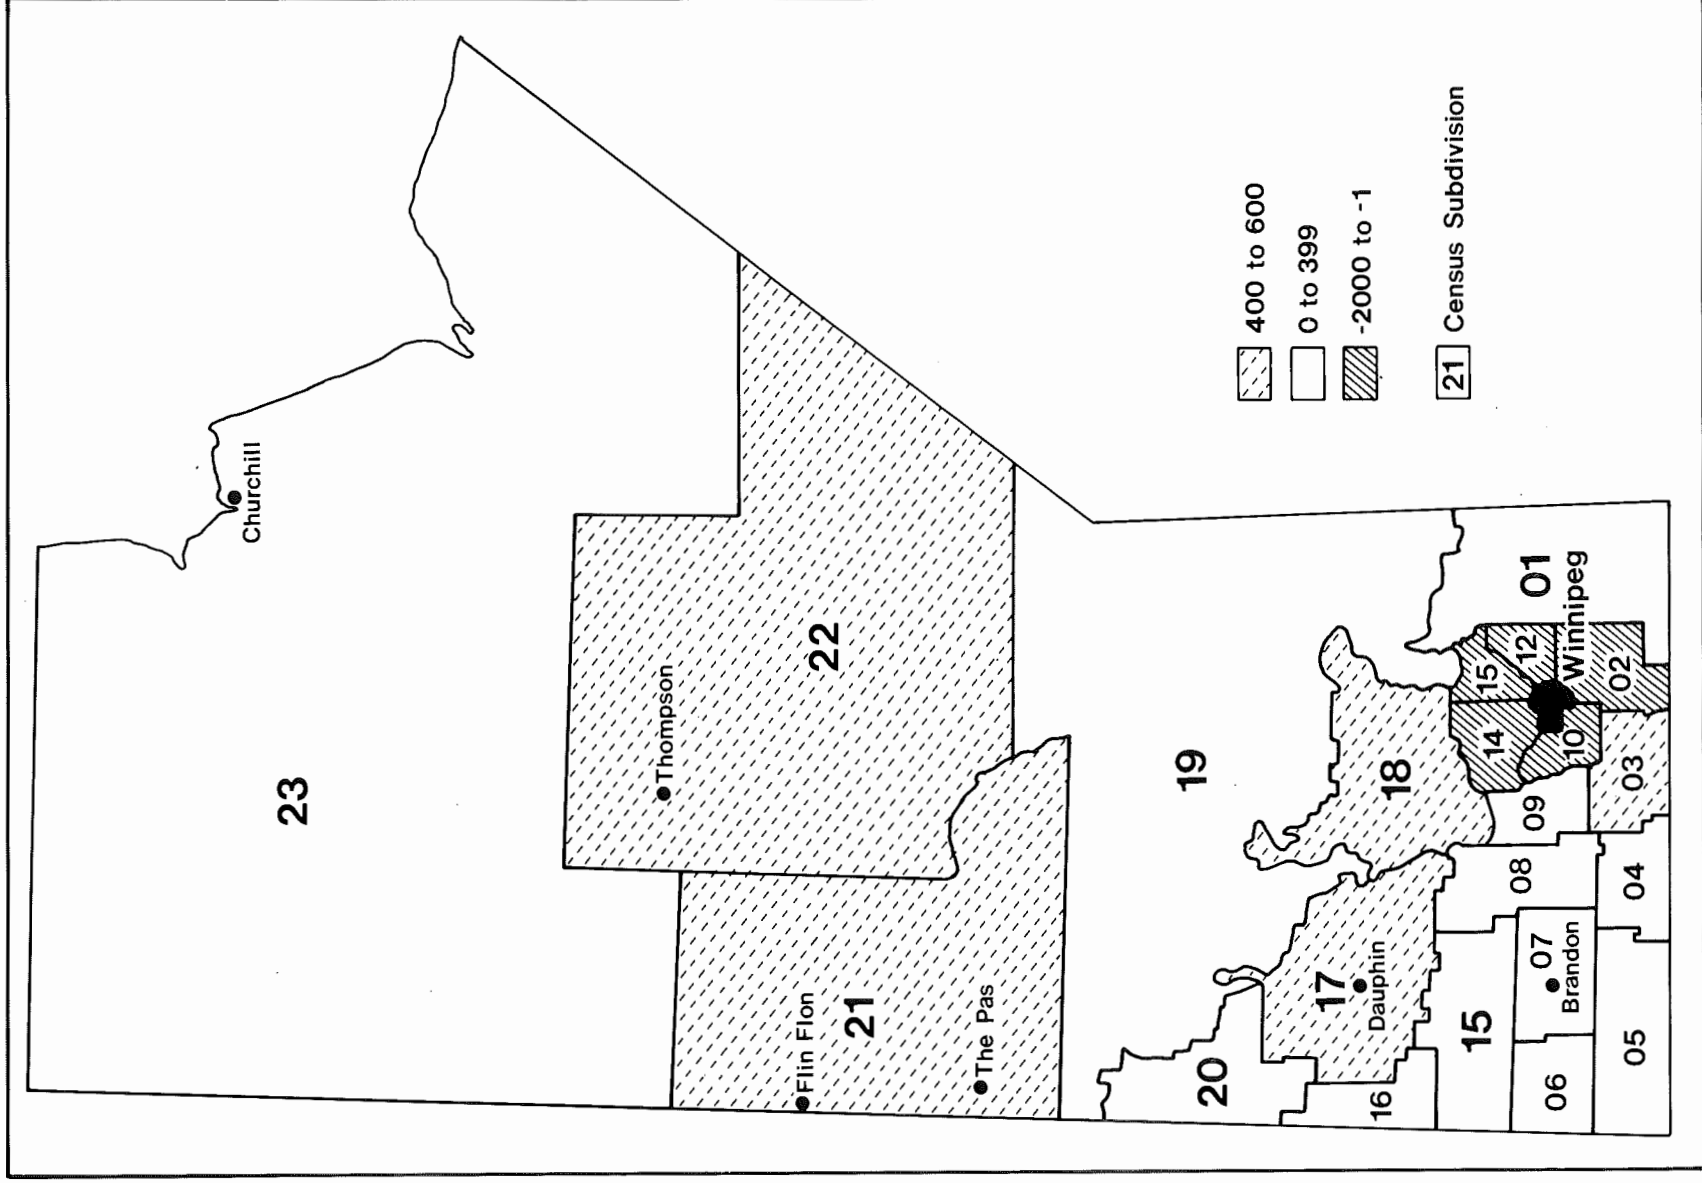 Churchill
23
Thompson
22
Flin Flon
21
The Pas
19
20
17
Dauphin
18
16
15
08
09
14
15
12
01
Winnipeg
10
02
03
07
Brandon
06
05
04
400 to 600
0 to 399
-2000 to -1
21 Census Subdivision